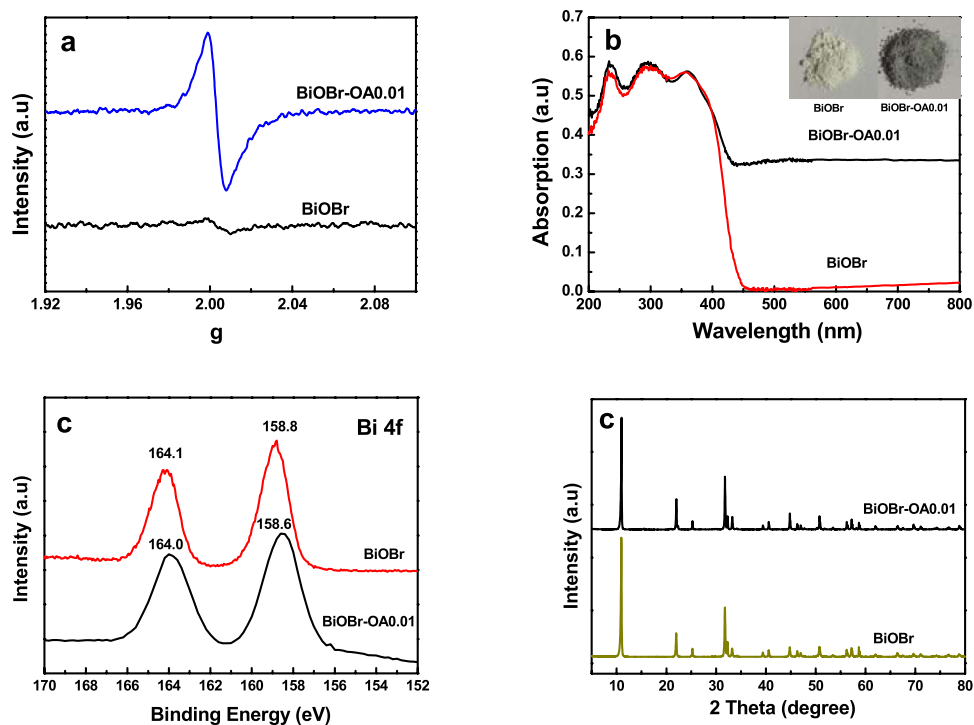 a
BiOBr-OA0.01
BiOBr
Intensity (a.u)
1.92 1.96 2.00 2.04 2.08
g
b
0.7
0.6
0.5
0.4
0.3
0.2
0.1
0.0
BiOBr BiOBr-OA0.01
BiOBr-OA0.01
BiOBr
Absorption (a.u)
200 300 400 500 600 700 800
Wavelength (nm)
c
Bi 4f
158.8
164.1
158.6
164.0
BiOBr
BiOBr-OA0.01
Intensity (a.u)
170 168 166 164 162 160 158 156 154 152
Binding Energy (eV)
c
BiOBr-OA0.01
BiOBr
Intensity (a.u)
10 20 30 40 50 60 70 80
2 Theta (degree)